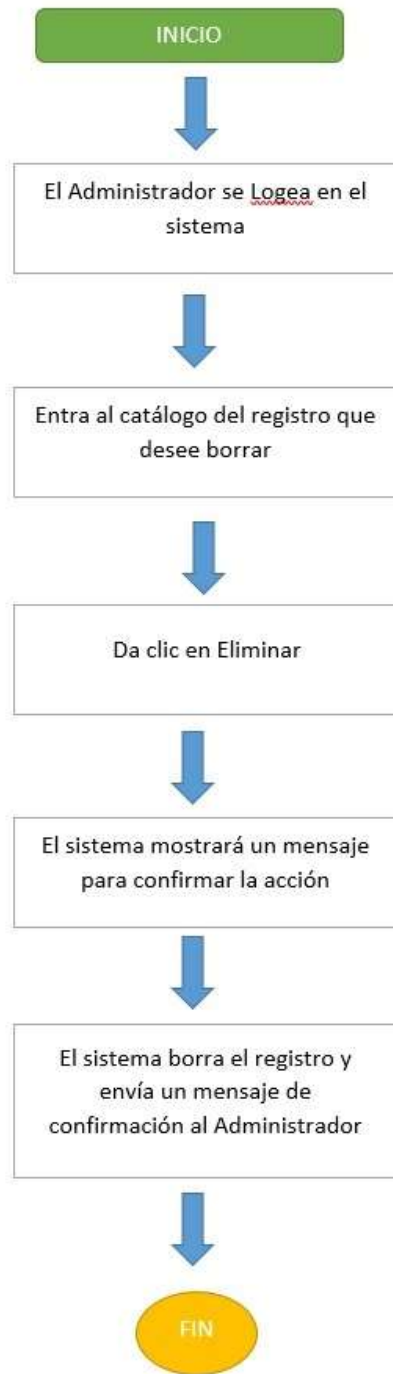 INICIO
El Administrador se Logea en el
sistema
Entra al catálogo del registro que
desee borrar
Da clic en Eliminar
El sistema mostrará un mensaje
para confirmar la acción
El sistema borra el registro y
envía un mensaje de
confirmación al Administrador
FIN